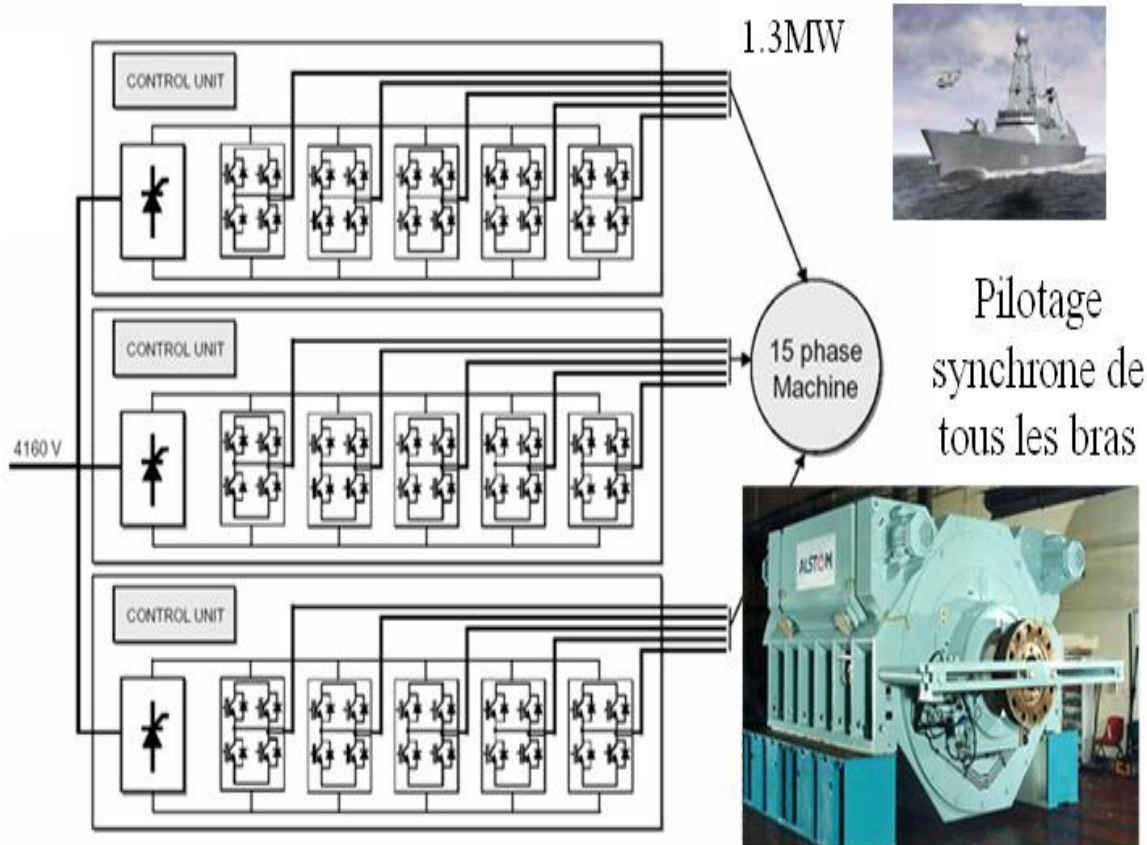 1.3MW
CONTROL UNIT
CONTROL UNIT
4160 V
15 phase
Machine
Pilotage
synchrone de
tous les bras
ALSTOM
CONTROL UNIT